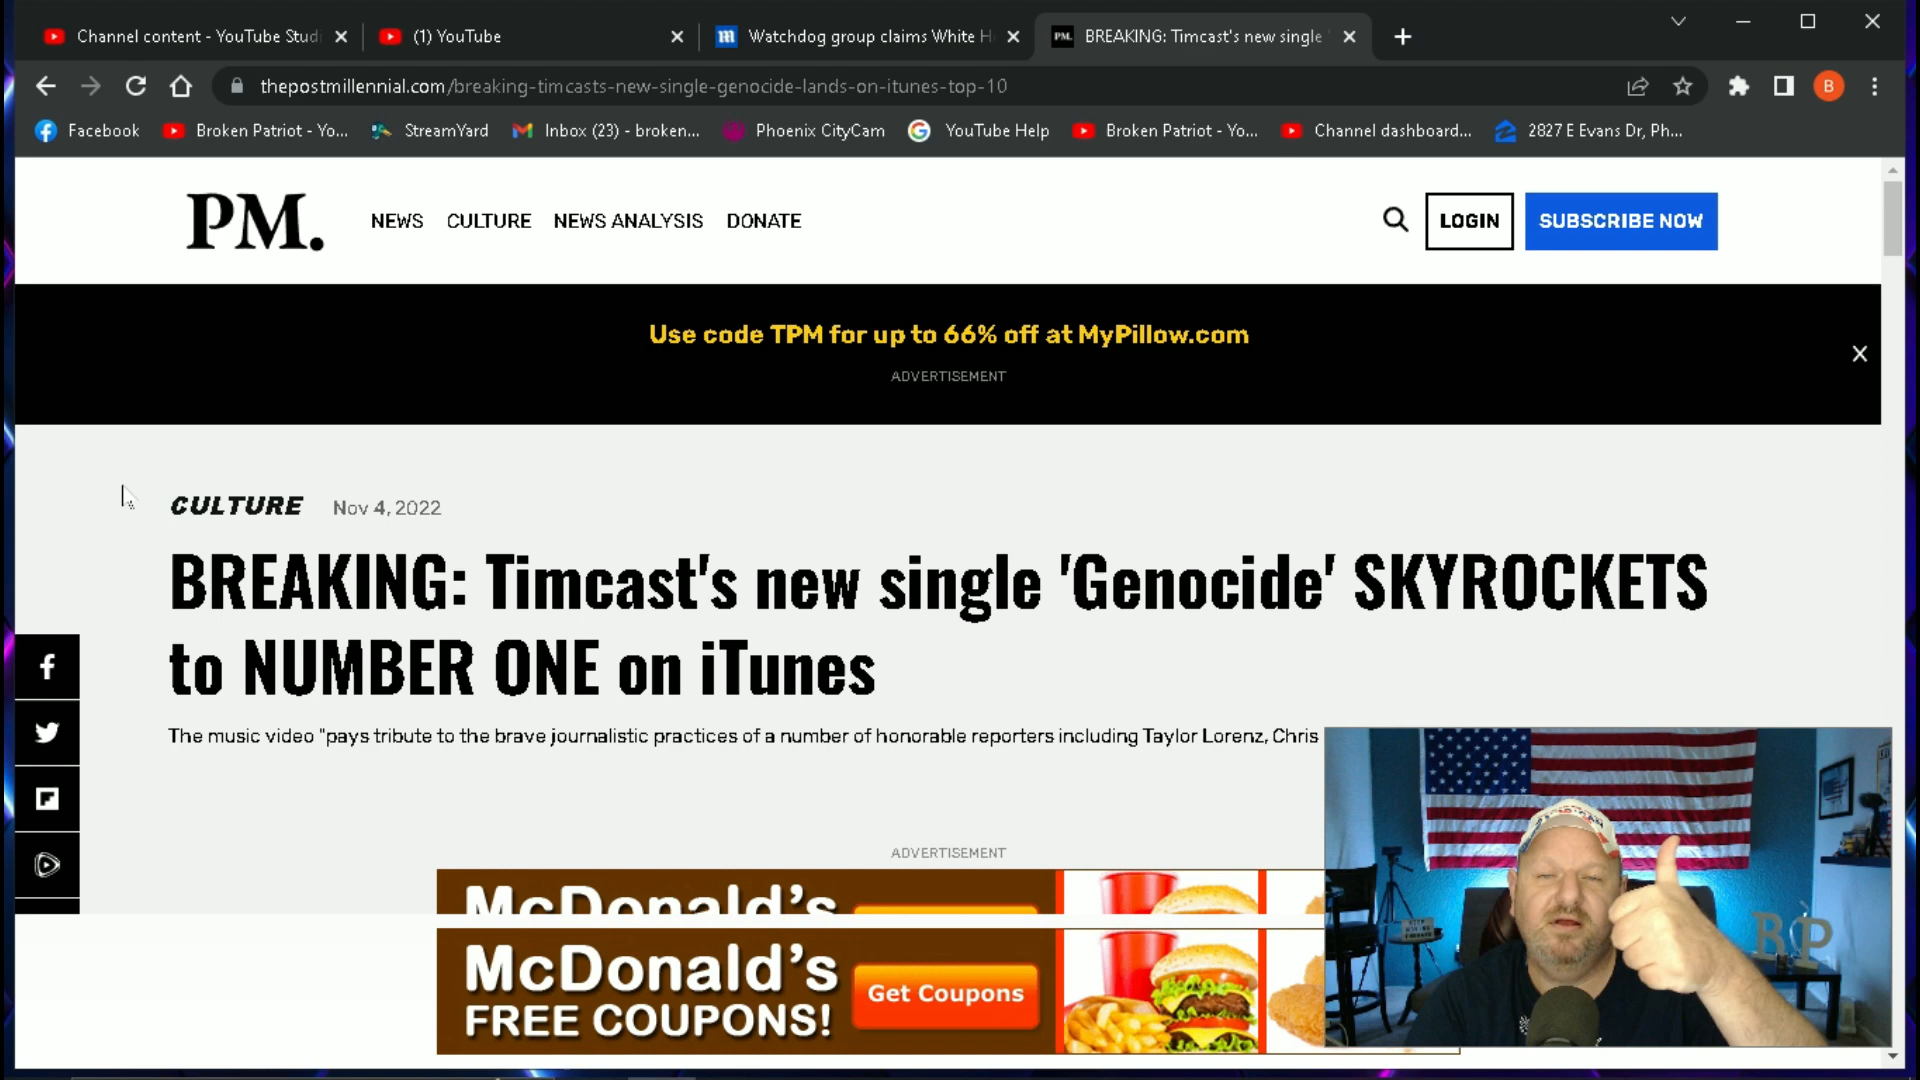 Channel content - YouTube Stud
(1) YouTube
Watchdog group claims White H
PM. BREAKING: Timcast's new single '
thepostmillennial.com/breaking-timcasts-new-single-genocide-lands-on-itunes-top-10
B
Facebook
Broken Patriot - Yo...
StreamYard
Inbox (23) - broken...
Phoenix CityCam
YouTube Help
Broken Patriot - Yo...
Channel dashboard...
2827 E Evans Dr, Ph...
PM.
NEWS CULTURE NEWS ANALYSIS DONATE
LOGIN
SUBSCRIBE NOW
Use code TPM for up to 66% off at MyPillow.com
ADVERTISEMENT
CULTURE Nov 4, 2022
BREAKING: Timcast's new single 'Genocide' SKYROCKETS
to NUMBER ONE on iTunes
The music video "pays tribute to the brave journalistic practices of a number of honorable reporters including Taylor Lorenz, Chris
ADVERTISEMENT
McDonald's
McDonald's
FREE COUPONS!
Get Coupons